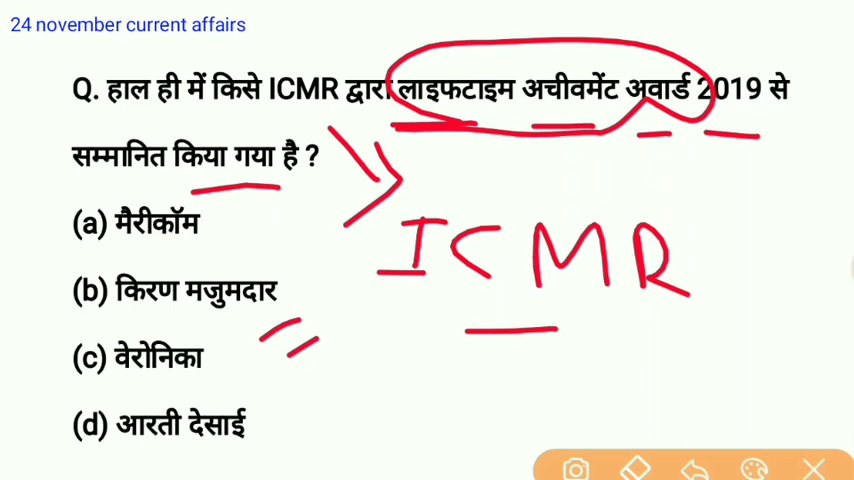 24 november current affairs
Q. हाल ही में किसे ICMR द्वारा लाइफटाइम अचीवमेंट अवार्ड 2019 से
सम्मानित किया गया है ?
(a) मैरीकॉम
ICMR
(b) किरण मजुमदार
(c) वेरोनिका
(d) आरती देसाई